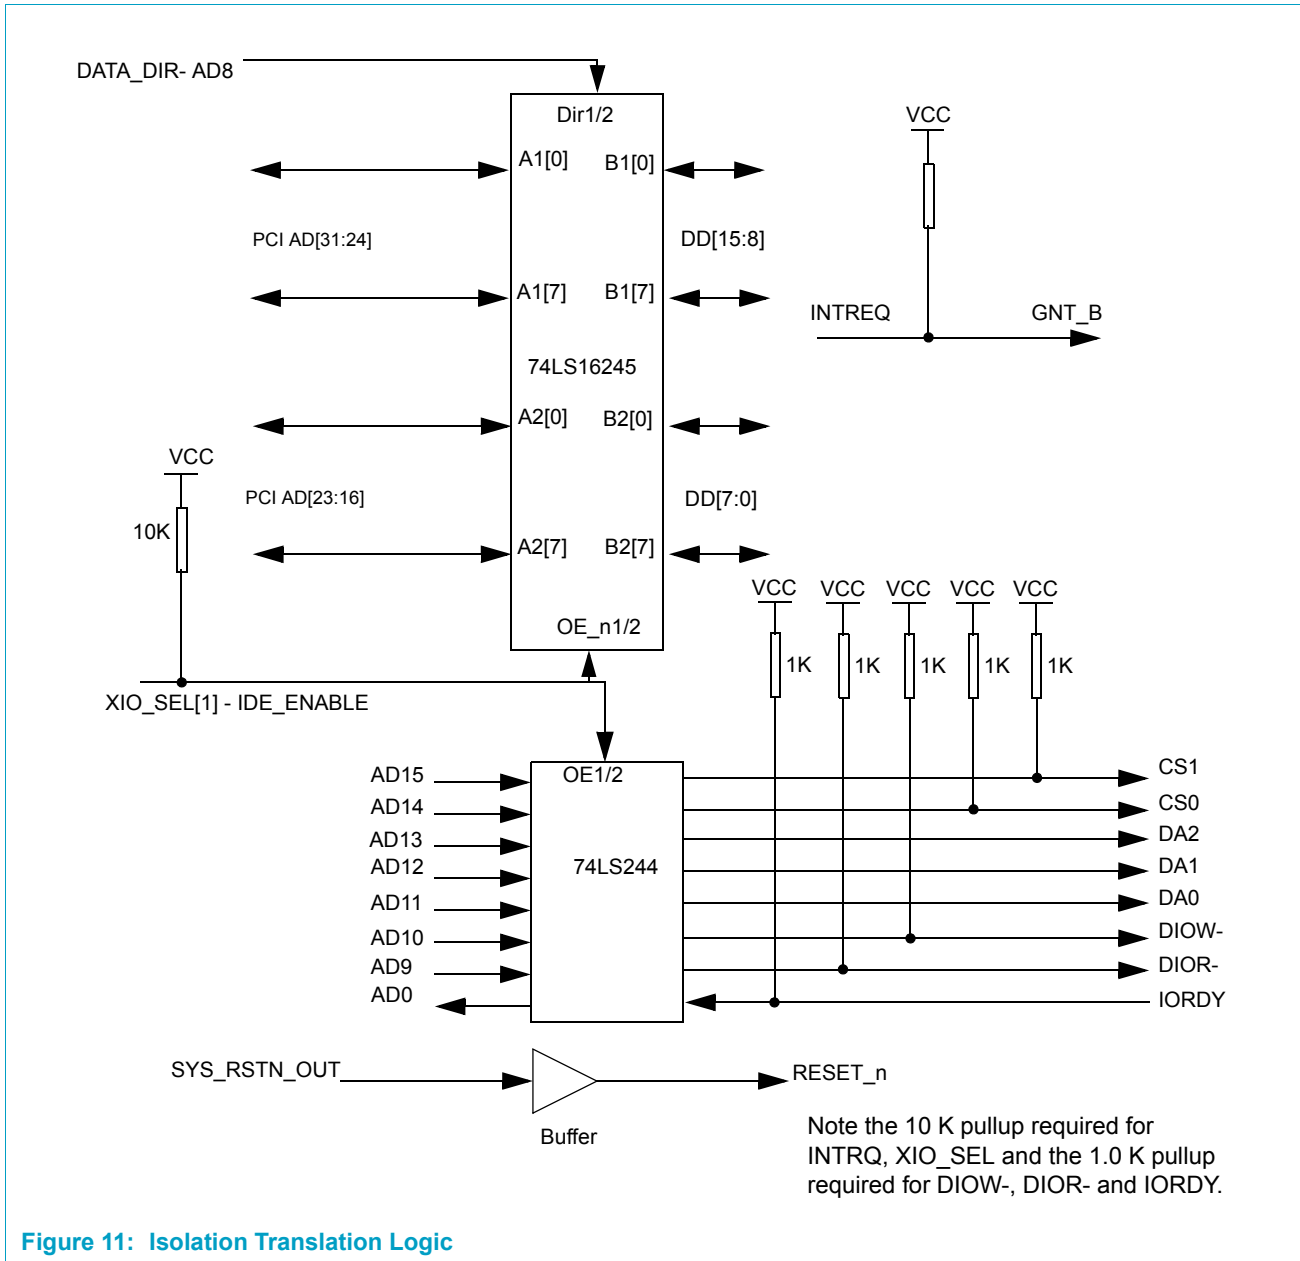 DATA_DIR- AD8
Dir1/2
VCC
A1[0] B1[0]
PCI AD[31:24] DD[15:8]
A1[7] B1[7]
INTREQ GNT_B
74LS16245
A2[0] B2[0]
VCC
PCI AD[23:16] DD[7:0]
10K
A2[7] B2[7]
VCC VCC VCC VCC VCC
OE_n1/2
1K 1K 1K 1K 1K
XIO_SEL[1] - IDE_ENABLE
OE1/2
74LS244
AD15 CS1
AD14 CS0
AD13 DA2
AD12 DA1
AD11 DA0
AD10 DIOW-
AD9 DIOR-
AD0 IORDY
SYS_RSTN_OUT RESET_n
Buffer
Note the 10 K pullup required for
INTRQ, XIO_SEL and the 1.0 K pullup
required for DIOW-, DIOR- and IORDY.
Figure 11: Isolation Translation Logic